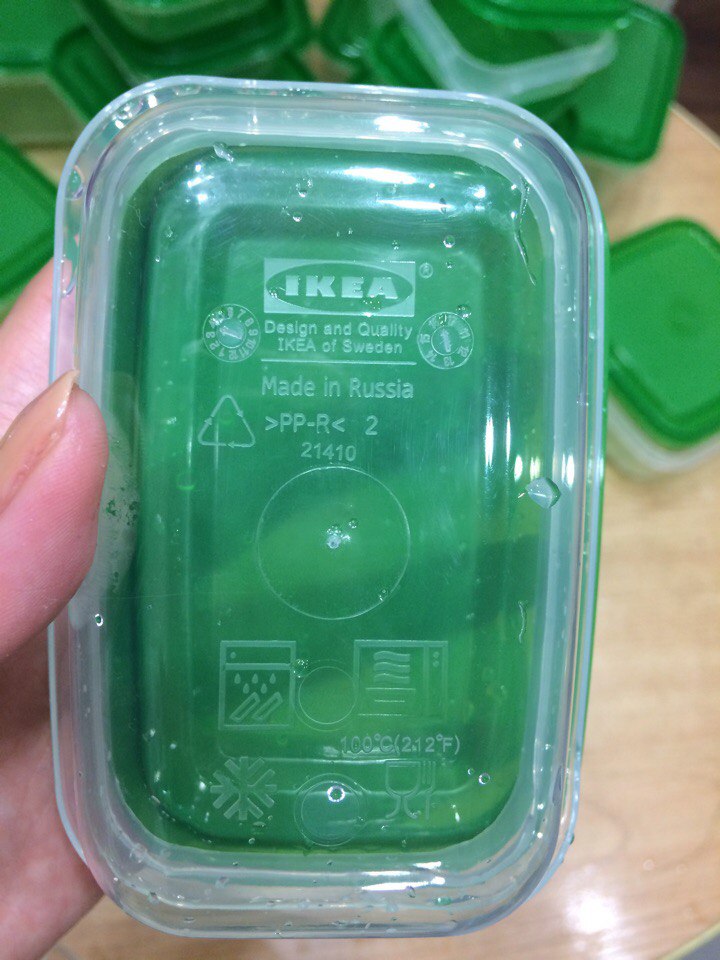 IKEA®
Design and Quality
IKEA of Sweden
Made in Russia
>PP-R< 2
21410
100°C(212°F)